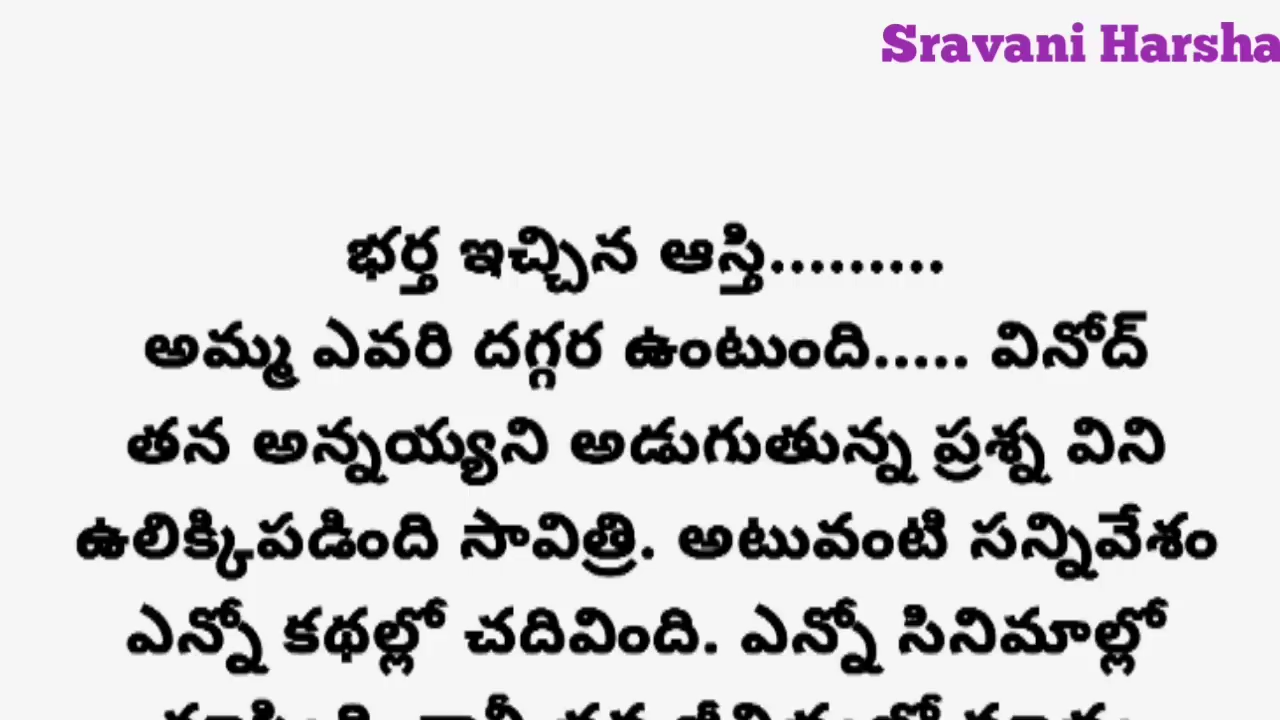 Sravani Harsha
భర్త ఇచ్చిన ఆస్తి.........
అమ్మ ఎవరి దగ్గర ఉంటుంది..... వినోద్
తన అన్నయ్యని అడుగుతున్న ప్రశ్న విని
ఉలిక్కిపడింది సావిత్రి. అటువంటి సన్నివేశం
ఎన్నో కథల్లో చదివింది. ఎన్నో సినిమాల్లో